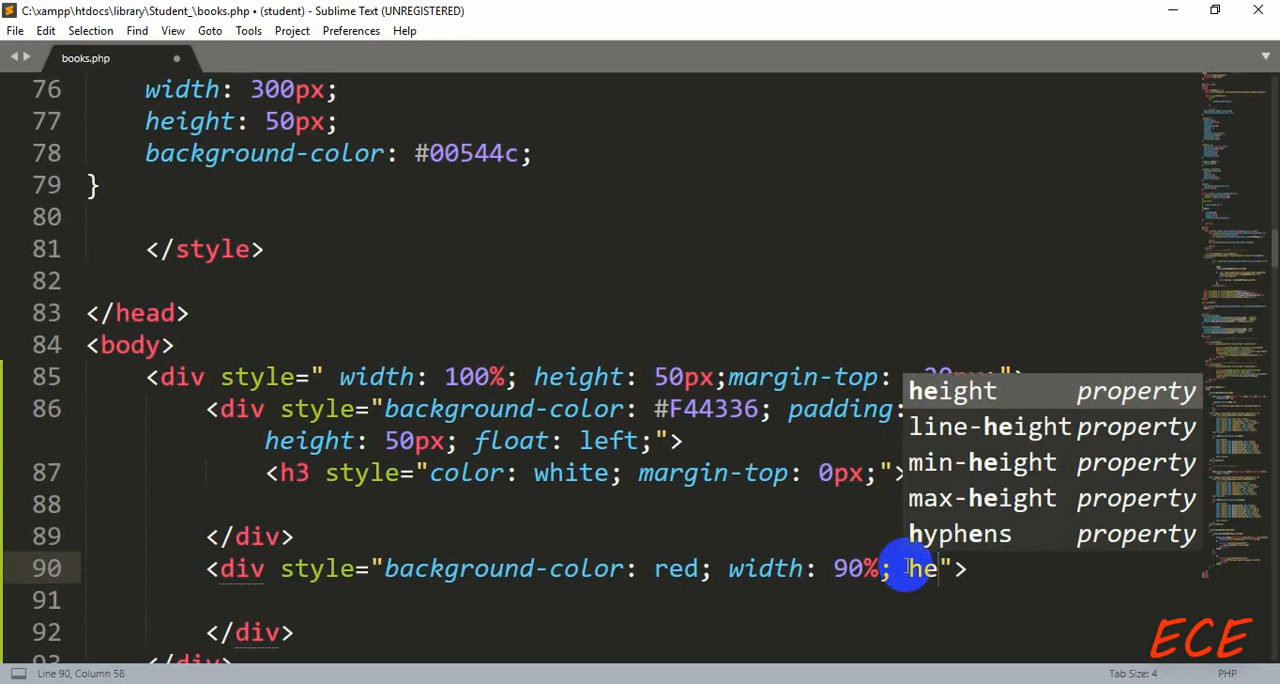 C:\xampp\htdocs\library\Student_\books.php • (student) - Sublime Text (UNREGISTERED)
File Edit Selection Find View Goto Tools Project Preferences Help
books.php
76 width: 300px;
77 height: 50px;
78 background-color: #00544c;
79 }
80
81 </style>
82
83 </head>
84 <body>
85 <div style=" width: 100%; height: 50px;margin-top:
height property
86 <div style="background-color: #F44336; padding:
line-height property
height: 50px; float: left;">
min-height property
87 <h3 style="color: white; margin-top: 0px;">
max-height property
88
hyphens property
89 </div>
90 <div style="background-color: red; width: 90%; he">
91
92 </div>
ECE
Line 90, Column 58 Tab Size: 4 PHP